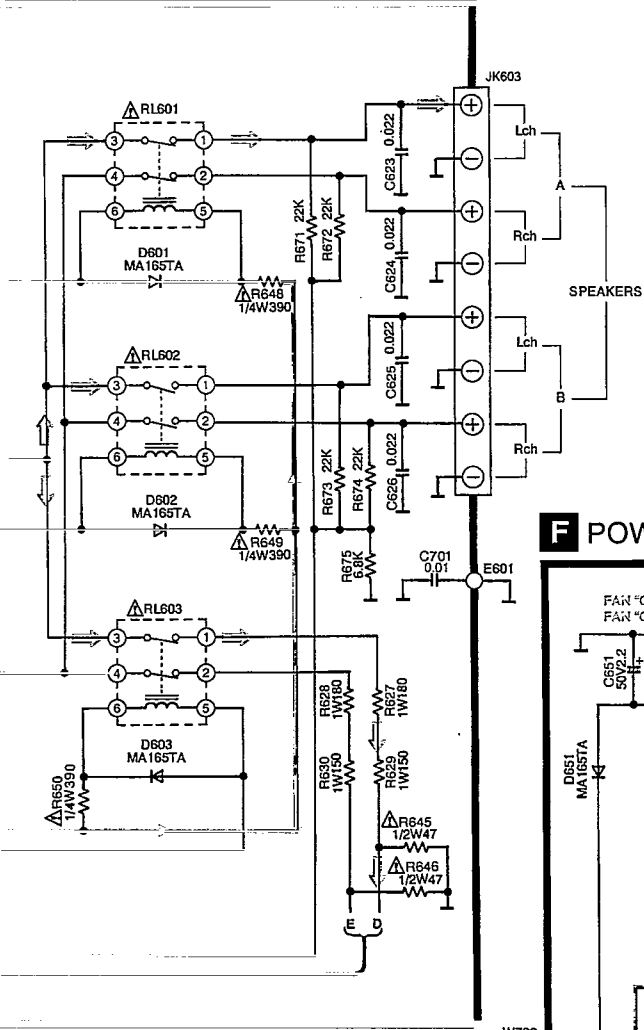 JK603
RL601
3
1
4
2
6
5
D601
MA165TA
R648
1/4W390
R671 22K
R672 22K
C623 0.022
C624 0.022
+
−
+
−
Lch
Rch
A
SPEAKERS
RL602
3
1
4
2
6
5
D602
MA165TA
R649
1/4W390
R673 22K
R674 22K
R675
6.8K
C625 0.022
C626 0.022
+
−
+
−
Lch
Rch
B
F POW
C701
0.01
E601
RL603
3
1
4
2
6
5
D603
MA165TA
R650
1/4W390
R628
1W180
R627
1W180
R630
1W150
R629
1W150
R645
1/2W47
R646
1/2W47
E D
FAN "C
FAN "C
C651
50V2.2
+
D651
MA165TA